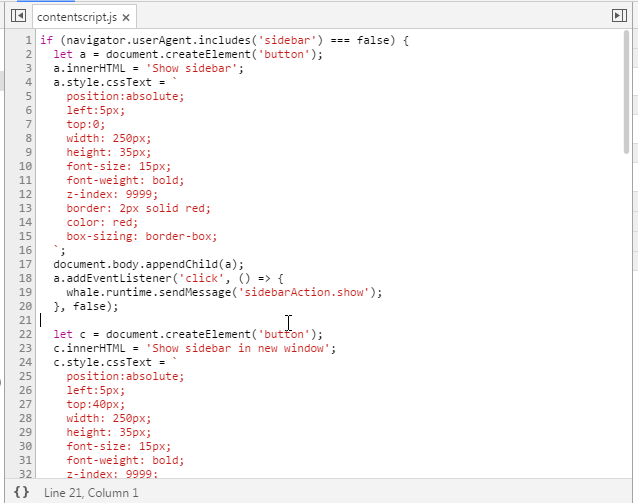 contentscript.js ×
1 if (navigator.userAgent.includes('sidebar') === false) {
2 let a = document.createElement('button');
3 a.innerHTML = 'Show sidebar';
4 a.style.cssText = `
5 position:absolute;
6 left:5px;
7 top:0;
8 width: 250px;
9 height: 35px;
10 font-size: 15px;
11 font-weight: bold;
12 z-index: 9999;
13 border: 2px solid red;
14 color: red;
15 box-sizing: border-box;
16 `;
17 document.body.appendChild(a);
18 a.addEventListener('click', () => {
19 whale.runtime.sendMessage('sidebarAction.show');
20 }, false);
21
22 let c = document.createElement('button');
23 c.innerHTML = 'Show sidebar in new window';
24 c.style.cssText = `
25 position:absolute;
26 left:5px;
27 top:40px;
28 width: 250px;
29 height: 35px;
30 font-size: 15px;
31 font-weight: bold;
32 z-index: 9999;
{} Line 21, Column 1